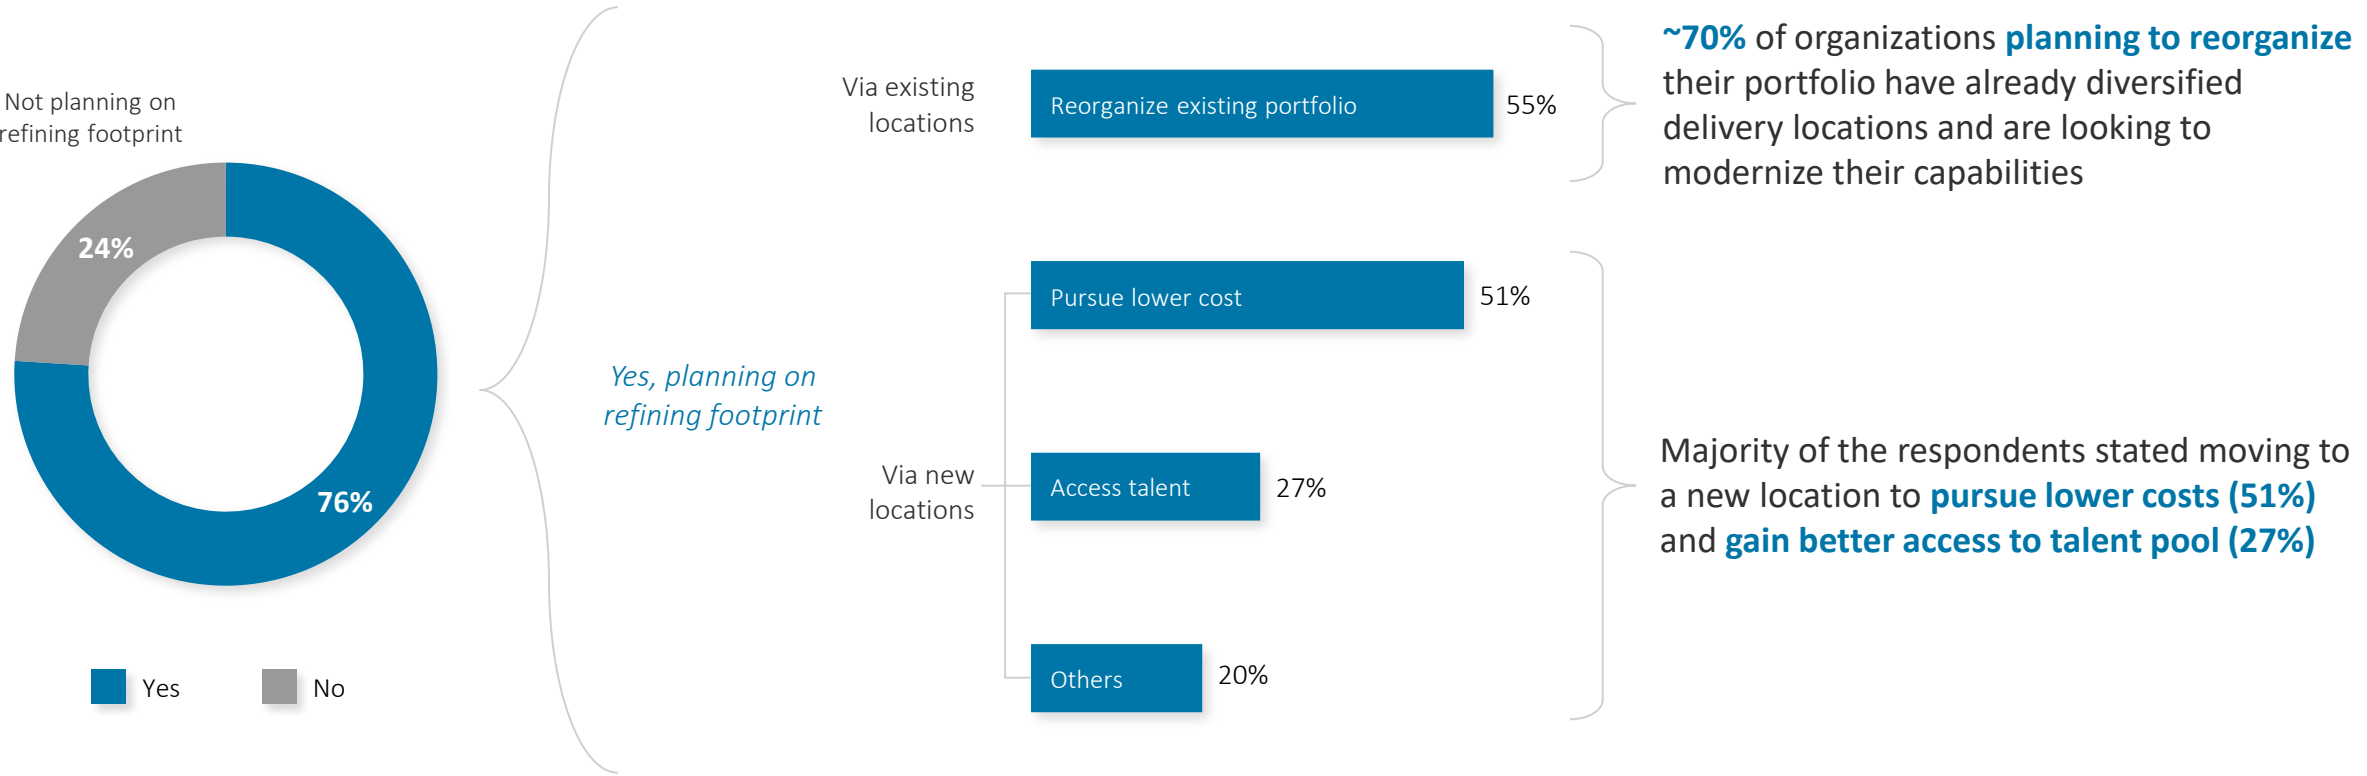 Not planning on
refining footprint
24%
76%
Yes
No
Yes, planning on
refining footprint
Via existing
locations
Reorganize existing portfolio
55%
Via new
locations
Pursue lower cost
51%
Access talent
27%
Others
20%
~70% of organizations planning to reorganize
their portfolio have already diversified
delivery locations and are looking to
modernize their capabilities
Majority of the respondents stated moving to
a new location to pursue lower costs (51%)
and gain better access to talent pool (27%)